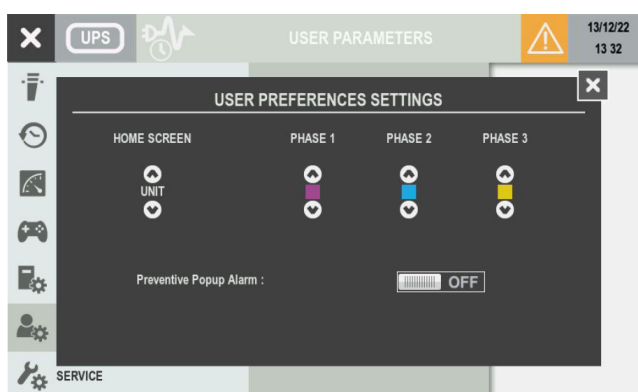 UPS
USER PARAMETERS
13/12/22
13 32
USER PREFERENCES SETTINGS
HOME SCREEN
PHASE 1
PHASE 2
PHASE 3
UNIT
Preventive Popup Alarm :
OFF
SERVICE